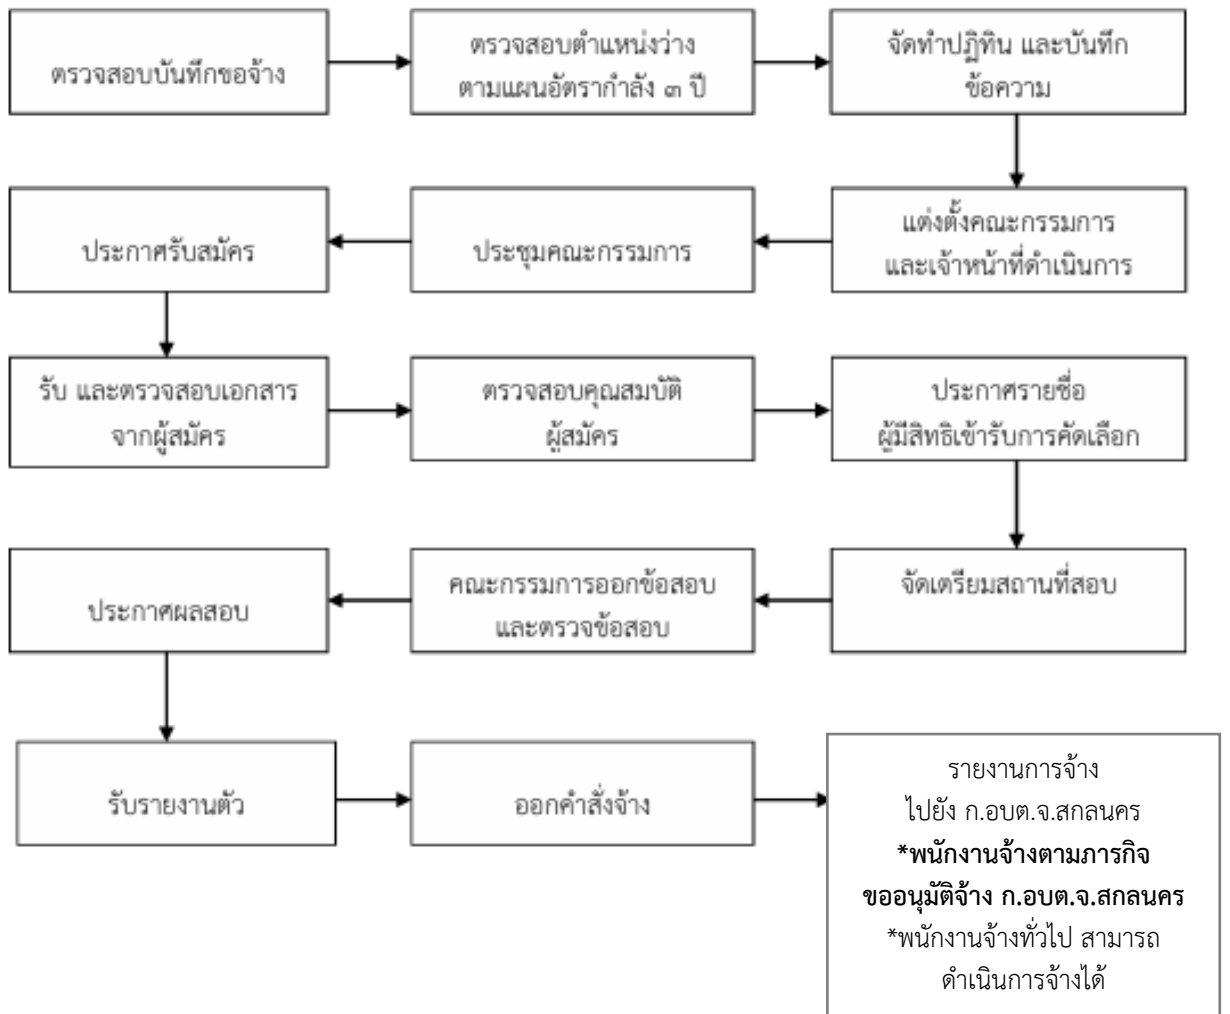 ตรวจสอบบันทึกขอจ้าง
ตรวจสอบตำแหน่งว่าง
ตามแผนอัตรากำลัง ๓ ปี
จัดทำปฏิทิน และบันทึก
ข้อความ
แต่งตั้งคณะกรรมการ
และเจ้าหน้าที่ดำเนินการ
ประชุมคณะกรรมการ
ประกาศรับสมัคร
รับ และตรวจสอบเอกสาร
จากผู้สมัคร
ตรวจสอบคุณสมบัติ
ผู้สมัคร
ประกาศรายชื่อ
ผู้มีสิทธิเข้ารับการคัดเลือก
จัดเตรียมสถานที่สอบ
คณะกรรมการออกข้อสอบ
และตรวจข้อสอบ
ประกาศผลสอบ
รับรายงานตัว
ออกคำสั่งจ้าง
รายงานการจ้าง
ไปยัง ก.อบต.จ.สกลนคร
*พนักงานจ้างตามภารกิจ
ขออนุมัติจ้าง ก.อบต.จ.สกลนคร
*พนักงานจ้างทั่วไป สามารถ
ดำเนินการจ้างได้